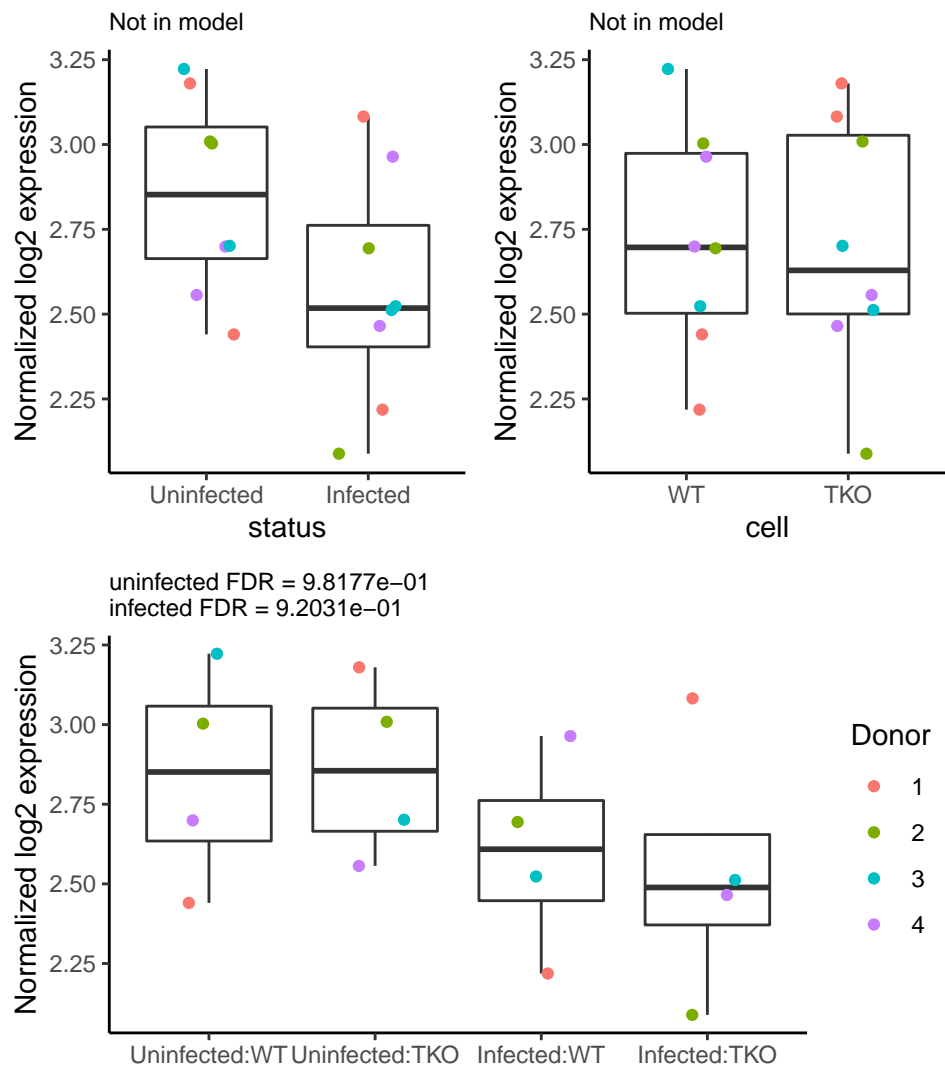 Not in model
Normalized log2 expression
3.25
3.00
2.75
2.50
2.25
Uninfected Infected
status
Not in model
Normalized log2 expression
3.25
3.00
2.75
2.50
2.25
WT TKO
cell
uninfected FDR = 9.8177e−01
infected FDR = 9.2031e−01
Normalized log2 expression
3.25
3.00
2.75
2.50
2.25
Uninfected:WT Uninfected:TKO Infected:WT Infected:TKO
Donor
1
2
3
4